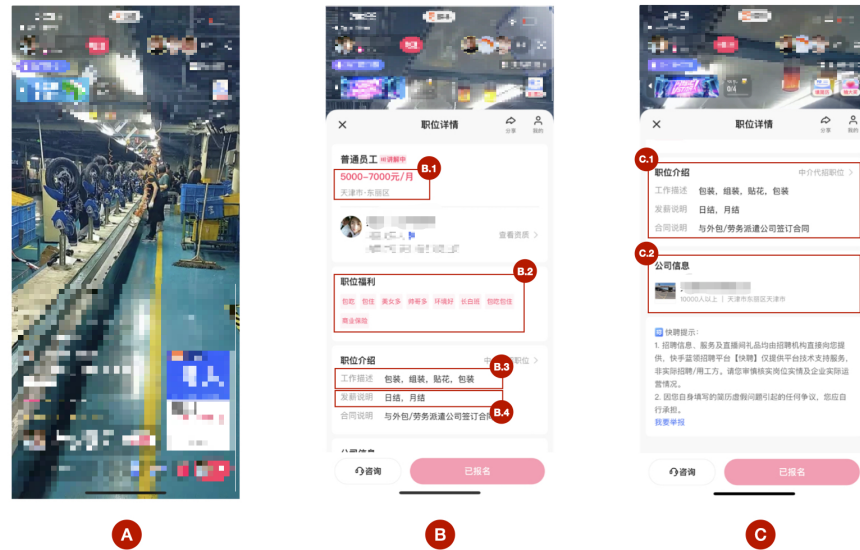 职位详情
分享
我的
普通员工
讲解中
5000-7000元/月
B.1
天津市·东丽区
查看资质 >
B.2
职位福利
包吃 包住 美女多 帅哥多 环境好 长白班 包吃包住
商业保险
职位介绍
B.3
工作描述 包装,组装,贴花,包装
发薪说明 日结,月结
B.4
合同说明 与外包/劳务派遣公司签订合同
咨询
已报名
职位详情
分享
我的
C.1
职位介绍
中介代招职位 >
工作描述 包装,组装,贴花,包装
发薪说明 日结、月结
合同说明 与外包/劳务派遣公司签订合同
C.2
公司信息
10000人以上 | 天津市东丽区天津市
快聘提示:
1. 招聘信息、服务及直播间礼品均由招聘机构直接向您提
供,快手蓝领招聘平台【快聘】仅提供平台技术支持服务,
非实际招聘/用工方。请您审慎核实岗位实情及企业实际运
营情况。
2. 因您自身填写的简历虚假问题引起的任何争议,您应自
行承担。
我要举报
咨询
已报名
A
B
C